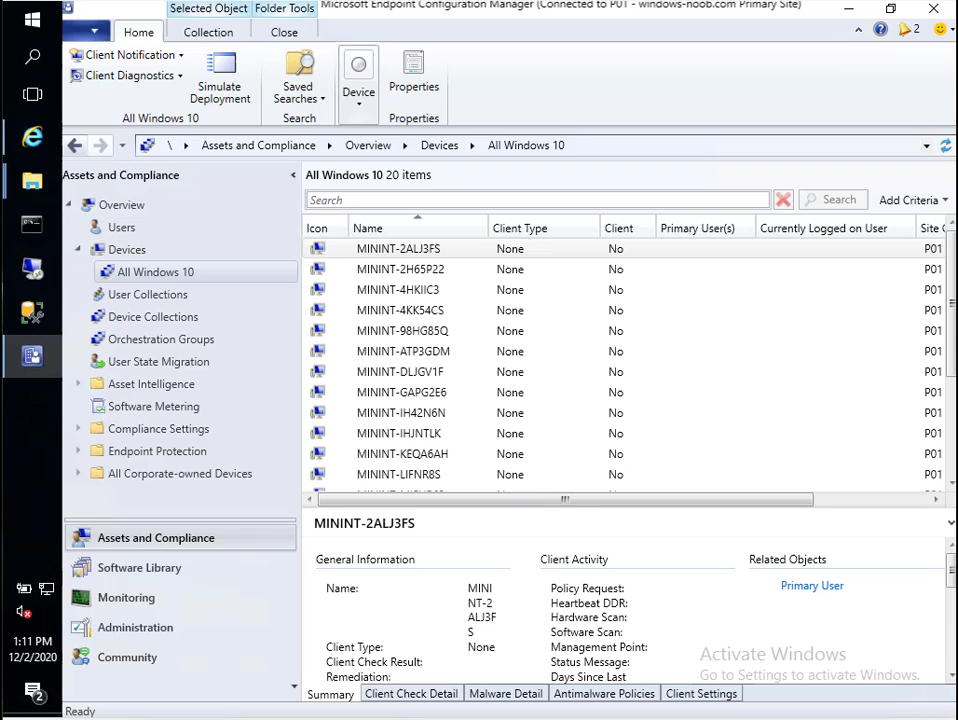 Selected Object Folder Tools Microsoft Endpoint Configuration Manager (Connected to P01 - windows-noob.com Primary Site)
Home Collection Close 2
Client Notification
Client Diagnostics
Simulate Deployment
All Windows 10
Saved Searches
Search
Device
Properties
Properties
\ Assets and Compliance Overview Devices All Windows 10
Assets and Compliance
Overview
Users
Devices
All Windows 10
User Collections
Device Collections
Orchestration Groups
User State Migration
Asset Intelligence
Software Metering
Compliance Settings
Endpoint Protection
All Corporate-owned Devices
Assets and Compliance
Software Library
Monitoring
Administration
Community
All Windows 10 20 items
Search Search Add Criteria
Icon Name Client Type Client Primary User(s) Currently Logged on User Site C
MININT-2ALJ3FS None No P01
MININT-2H65P22 None No P01
MININT-4HKIIC3 None No P01
MININT-4KK54CS None No P01
MININT-98HG85Q None No P01
MININT-ATP3GDM None No P01
MININT-DLJGV1F None No P01
MININT-GAPG2E6 None No P01
MININT-IH42N6N None No P01
MININT-IHJNTLK None No P01
MININT-KEQA6AH None No P01
MININT-LIFNR8S None No P01
MININT-2ALJ3FS
General Information
Name: MINI
NT-2
ALJ3F
S
Client Type: None
Client Check Result:
Remediation:
Client Activity
Policy Request:
Heartbeat DDR:
Hardware Scan:
Software Scan:
Management Point:
Status Message:
Days Since Last
Related Objects
Primary User
Activate Windows
Go to Settings to activate Windows.
Summary Client Check Detail Malware Detail Antimalware Policies Client Settings
Ready
1:11 PM
12/2/2020
2